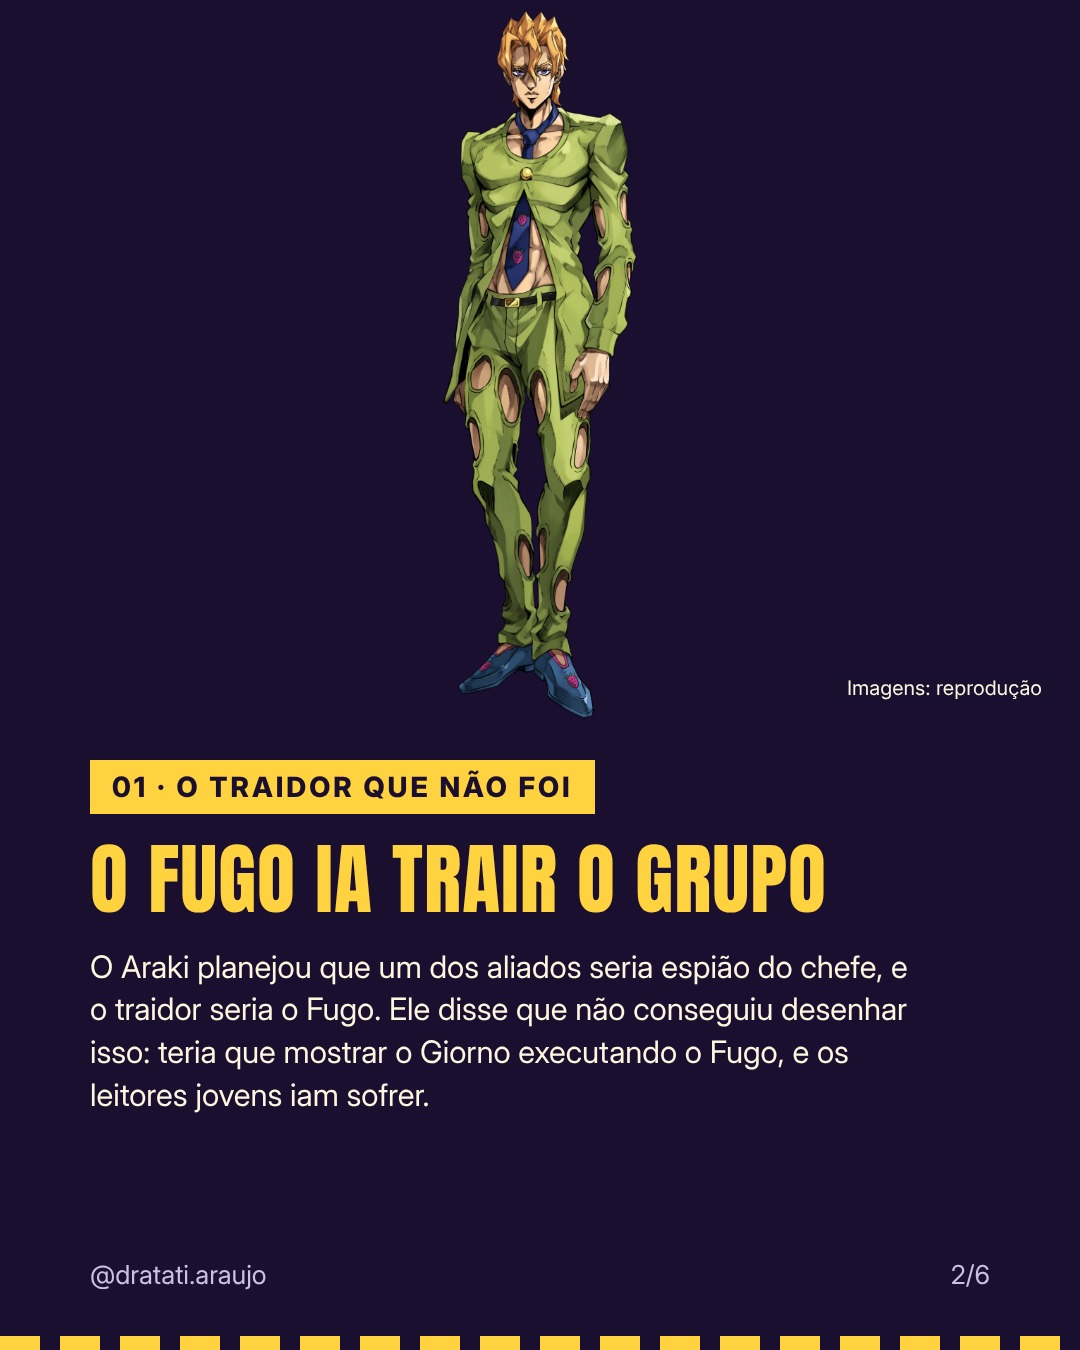 Imagens: reprodução
01 · O TRAIDOR QUE NÃO FOI
O FUGO IA TRAIR O GRUPO
O Araki planejou que um dos aliados seria espião do chefe, e
o traidor seria o Fugo. Ele disse que não conseguiu desenhar
isso: teria que mostrar o Giorno executando o Fugo, e os
leitores jovens iam sofrer.
@dratati.araujo
2/6